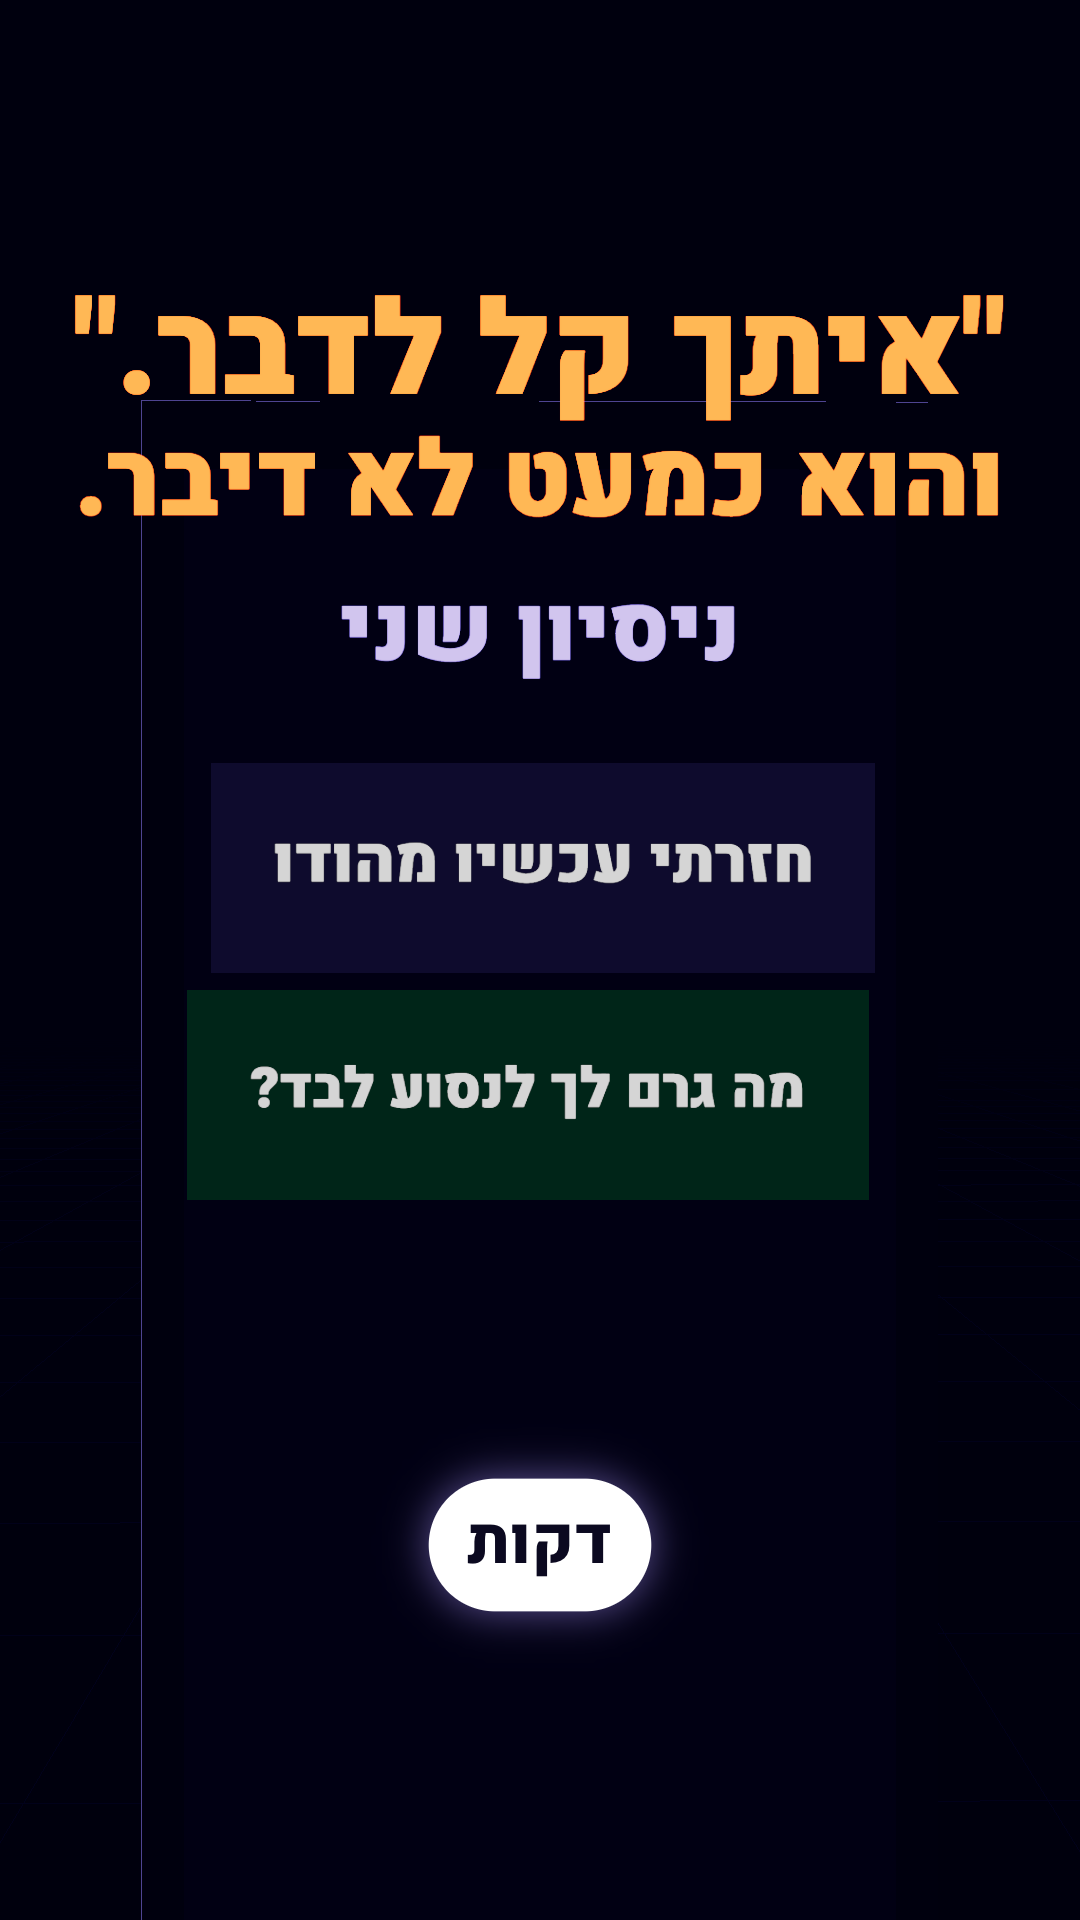 "איתך קל לדבר."
והוא כמעט לא דיבר.
ניסיון שני
חזרתי עכשיו מהודו
מה גרם לך לנסוע לבד?
דקות